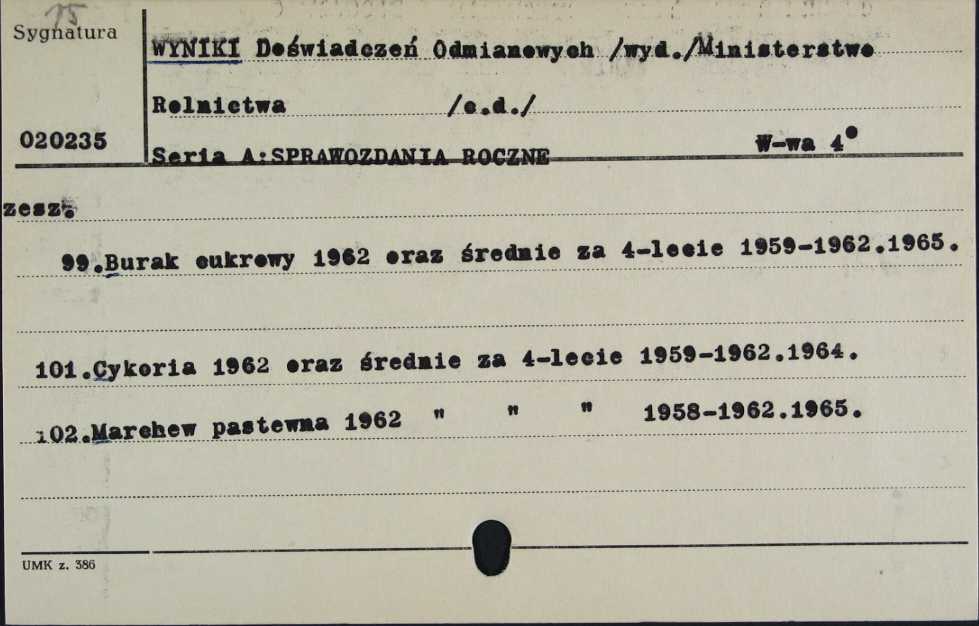 15
Sygnatura
WYNIKI Doświadczeń Odmianowych /wyd./Ministerstwo
Rolnictwa /c.d./
020235
Seria A:SPRAWOZDANIA ROCZNE W-wa 4°
zesz.
99.Burak cukrowy 1962 oraz średnie za 4-lecie 1959-1962.1965.
101.Cykoria 1962 oraz średnie za 4-lecie 1959-1962.1964.
102.Marchew pastewna 1962 " " " 1958-1962.1965.
UMK z. 386